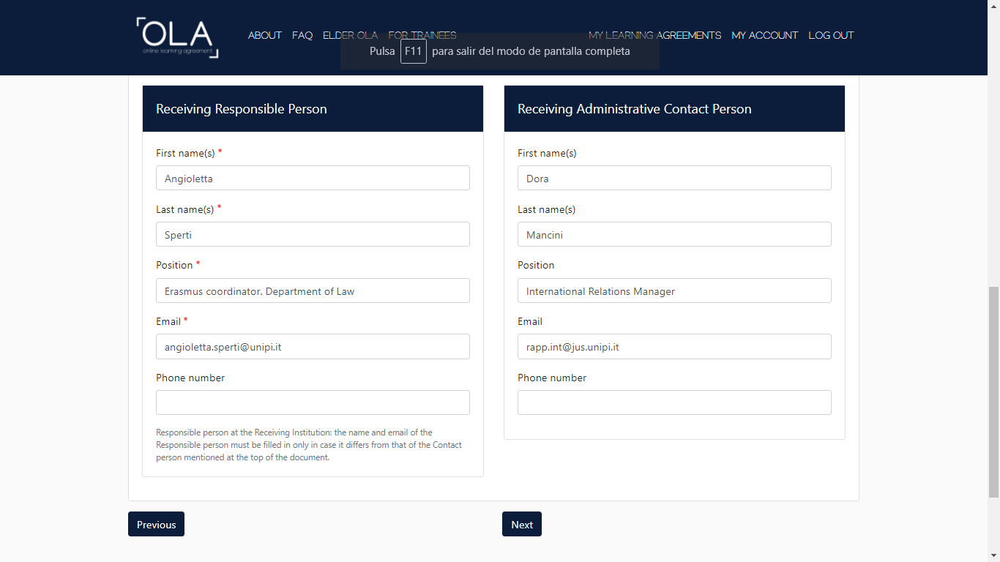 OLA
online learning agreement
ABOUT FAQ ELDER OLA FOR TRAINEES MY LEARNING AGREEMENTS MY ACCOUNT LOG OUT
Pulsa F11 para salir del modo de pantalla completa
Receiving Responsible Person
First name(s) *
Angioletta
Last name(s) *
Sperti
Position *
Erasmus coordinator. Department of Law
Email *
angioletta.sperti@unipi.it
Phone number
Responsible person at the Receiving Institution: the name and email of the
Responsible person must be filled in only in case it differs from that of the Contact
person mentioned at the top of the document.
Receiving Administrative Contact Person
First name(s)
Dora
Last name(s)
Mancini
Position
International Relations Manager
Email
rapp.int@jus.unipi.it
Phone number
Previous
Next